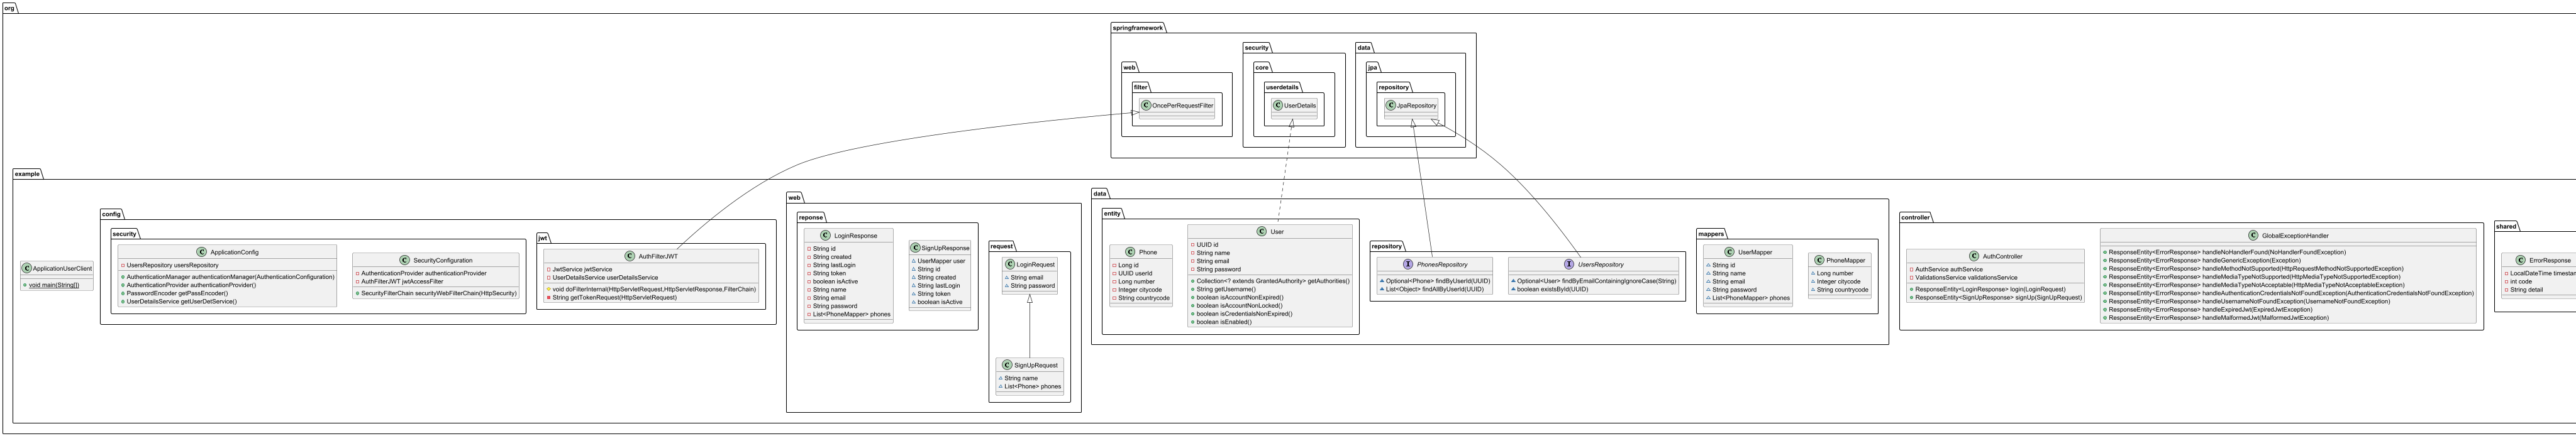 org
springframework
security
data
web
core
jpa
filter
userdetails
repository
C OncePerRequestFilter
C UserDetails
C JpaRepository
example
config
security
C ApplicationConfig
UsersRepository usersRepository
AuthenticationManager authenticationManager(AuthenticationConfiguration)
AuthenticationProvider authenticationProvider()
PasswordEncoder getPassEncoder()
UserDetailsService getUserDetService()
C SecurityConfiguration
AuthenticationProvider authenticationProvider
AuthFilterJWT jwtAccessFilter
SecurityFilterChain securityWebFilterChain(HttpSecurity)
jwt
C AuthFilterJWT
JwtService jwtService
UserDetailsService userDetailsService
void doFilterInternal(HttpServletRequest,HttpServletResponse,FilterChain)
String getTokenRequest(HttpServletRequest)
C ApplicationUserClient
void main(String[])
web
reponse
C LoginResponse
String id
String created
String lastLogin
String token
boolean isActive
String name
String email
String password
List<PhoneMapper> phones
C SignUpResponse
UserMapper user
String id
String created
String lastLogin
String token
boolean isActive
request
C LoginRequest
String email
String password
C SignUpRequest
String name
List<Phone> phones
data
entity
C Phone
Long id
UUID userId
Long number
Integer citycode
String countrycode
C User
UUID id
String name
String email
String password
Collection<? extends GrantedAuthority> getAuthorities()
String getUsername()
boolean isAccountNonExpired()
boolean isAccountNonLocked()
boolean isCredentialsNonExpired()
boolean isEnabled()
repository
I PhonesRepository
Optional<Phone> findByUserId(UUID)
List<Object> findAllByUserId(UUID)
I UsersRepository
Optional<User> findByEmailContainingIgnoreCase(String)
boolean existsById(UUID)
mappers
C UserMapper
String id
String name
String email
String password
List<PhoneMapper> phones
C PhoneMapper
Long number
Integer citycode
String countrycode
controller
C AuthController
AuthService authService
ValidationsService validationsService
ResponseEntity<LoginResponse> login(LoginRequest)
ResponseEntity<SignUpResponse> signUp(SignUpRequest)
C GlobalExceptionHandler
ResponseEntity<ErrorResponse> handleNoHandlerFound(NoHandlerFoundException)
ResponseEntity<ErrorResponse> handleGenericException(Exception)
ResponseEntity<ErrorResponse> handleMethodNotSupported(HttpRequestMethodNotSupportedException)
ResponseEntity<ErrorResponse> handleMediaTypeNotSupported(HttpMediaTypeNotSupportedException)
ResponseEntity<ErrorResponse> handleMediaTypeNotAcceptable(HttpMediaTypeNotAcceptableException)
ResponseEntity<ErrorResponse> handleAuthenticationCredentialsNotFoundException(AuthenticationCredentialsNotFoundException)
ResponseEntity<ErrorResponse> handleUsernameNotFoundException(UsernameNotFoundException)
ResponseEntity<ErrorResponse> handleExpiredJwt(ExpiredJwtException)
ResponseEntity<ErrorResponse> handleMalformedJwt(MalformedJwtException)
shared
C ErrorResponse
LocalDateTime
int code
String detail